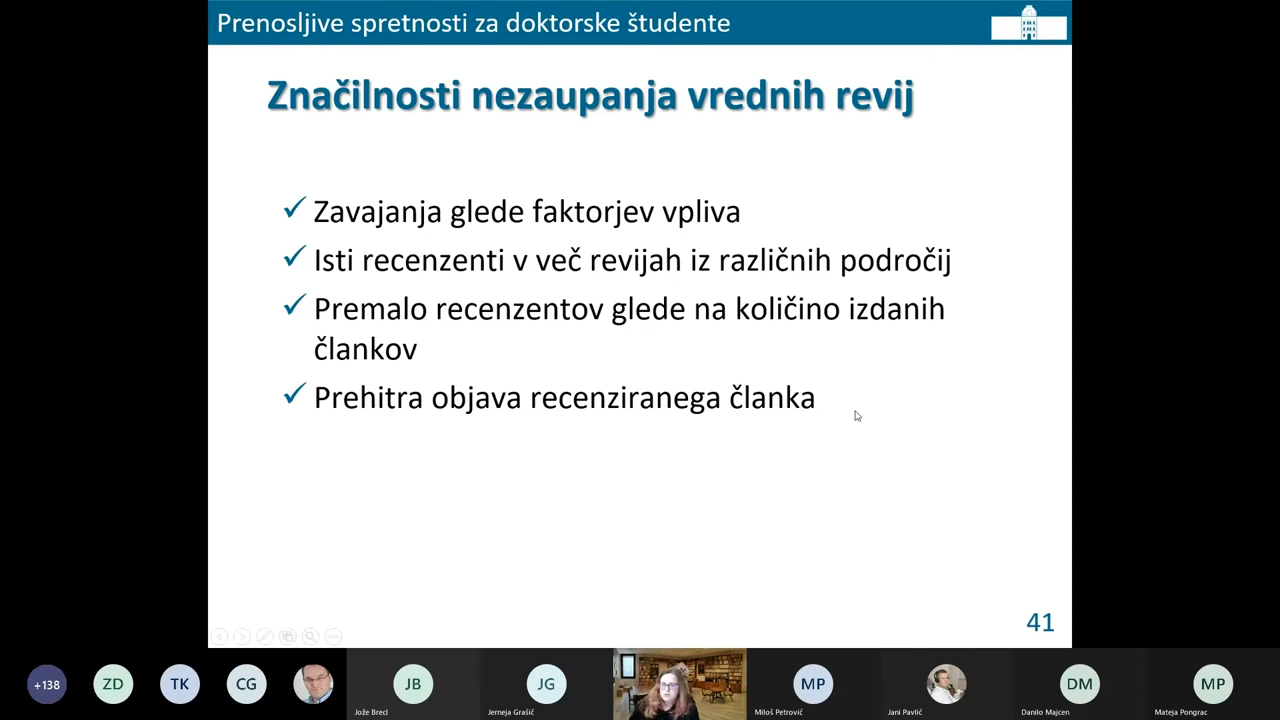 Prenosljive spretnosti za doktorske študente
Značilnosti nezaupanja vrednih revij
Zavajanja glede faktorjev vpliva
Isti recenzenti v več revijah iz različnih področij
Premalo recenzentov glede na količino izdanih
člankov
Prehitra objava recenziranega članka
41
+138
ZD
TK
CG
JB
JG
MP
DM
MP
Jože Brecl
Jerneja Grašić
Miloš Petrovič
Jani Pavlič
Danilo Majcen
Mateja Pongrac